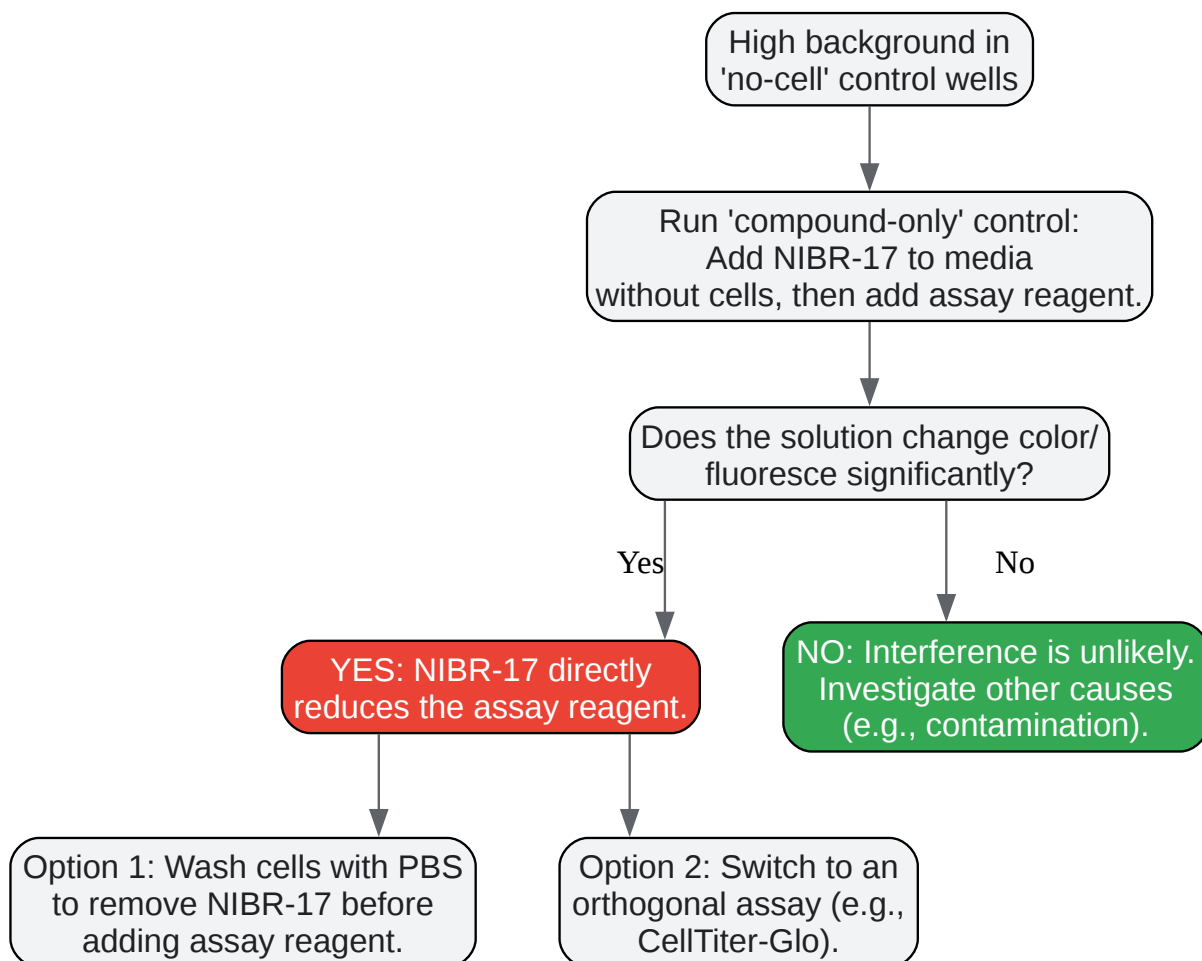 High background in
'no-cell' control wells
Run 'compound-only' control:
Add NIBR-17 to media
without cells, then add assay reagent.
Does the solution change color/
fluoresce significantly?
Yes
No
YES: NIBR-17 directly
reduces the assay reagent.
NO: Interference is unlikely.
Investigate other causes
(e.g., contamination).
Option 1: Wash cells with PBS
to remove NIBR-17 before
adding assay reagent.
Option 2: Switch to an
orthogonal assay (e.g.,
CellTiter-Glo).